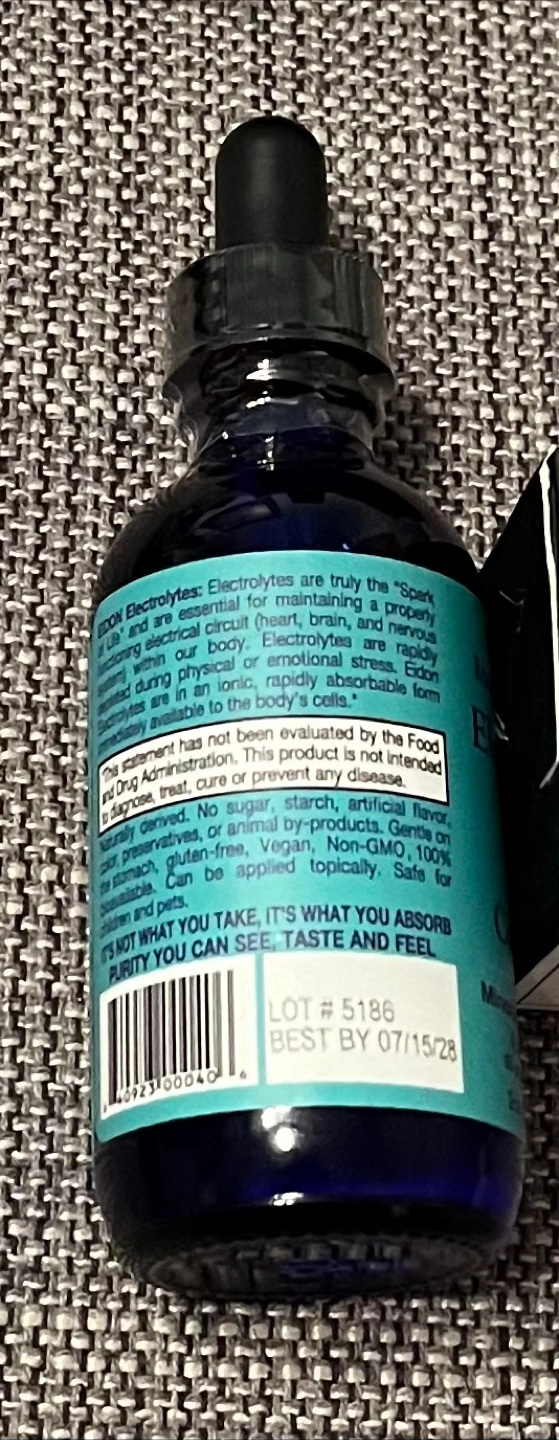 EIDON Electrolytes: Electrolytes are truly the "Spark
of Life" and are essential for maintaining a properly
functioning electrical circuit (heart, brain, and nervous
system) within our body. Electrolytes are rapidly
depleted during physical or emotional stress. Eidon
Electrolytes are in an ionic, rapidly absorbable form
immediately available to the body's cells.*
This statement has not been evaluated by the Food
and Drug Administration. This product is not intended
to diagnose, treat, cure or prevent any disease.
Naturally derived. No sugar, starch, artificial flavor,
color, preservatives, or animal by-products. Gentle on
the stomach, gluten-free, Vegan, Non-GMO, 100%
bioavailable. Can be applied topically. Safe for
children and pets.
IT'S NOT WHAT YOU TAKE, IT'S WHAT YOU ABSORB
PURITY YOU CAN SEE, TASTE AND FEEL
LOT # 5186
BEST BY 07/15/28
40923 00040 6